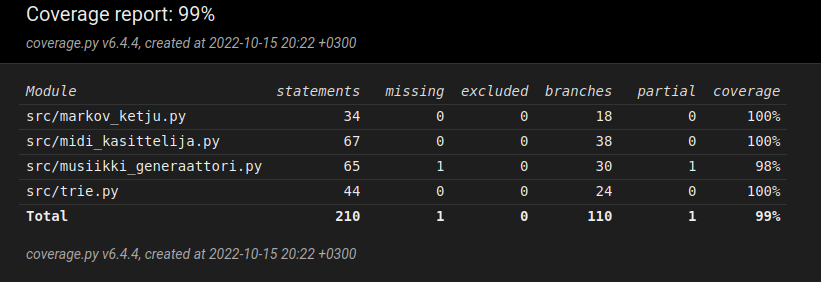 Coverage report: 99%
coverage.py v6.4.4, created at 2022-10-15 20:22 +0300
Module statements missing excluded branches partial coverage
src/markov_ketju.py 34 0 0 18 0 100%
src/midi_kasittelija.py 67 0 0 38 0 100%
src/musiikki_generaattori.py 65 1 0 30 1 98%
src/trie.py 44 0 0 24 0 100%
Total 210 1 0 110 1 99%
coverage.py v6.4.4, created at 2022-10-15 20:22 +0300